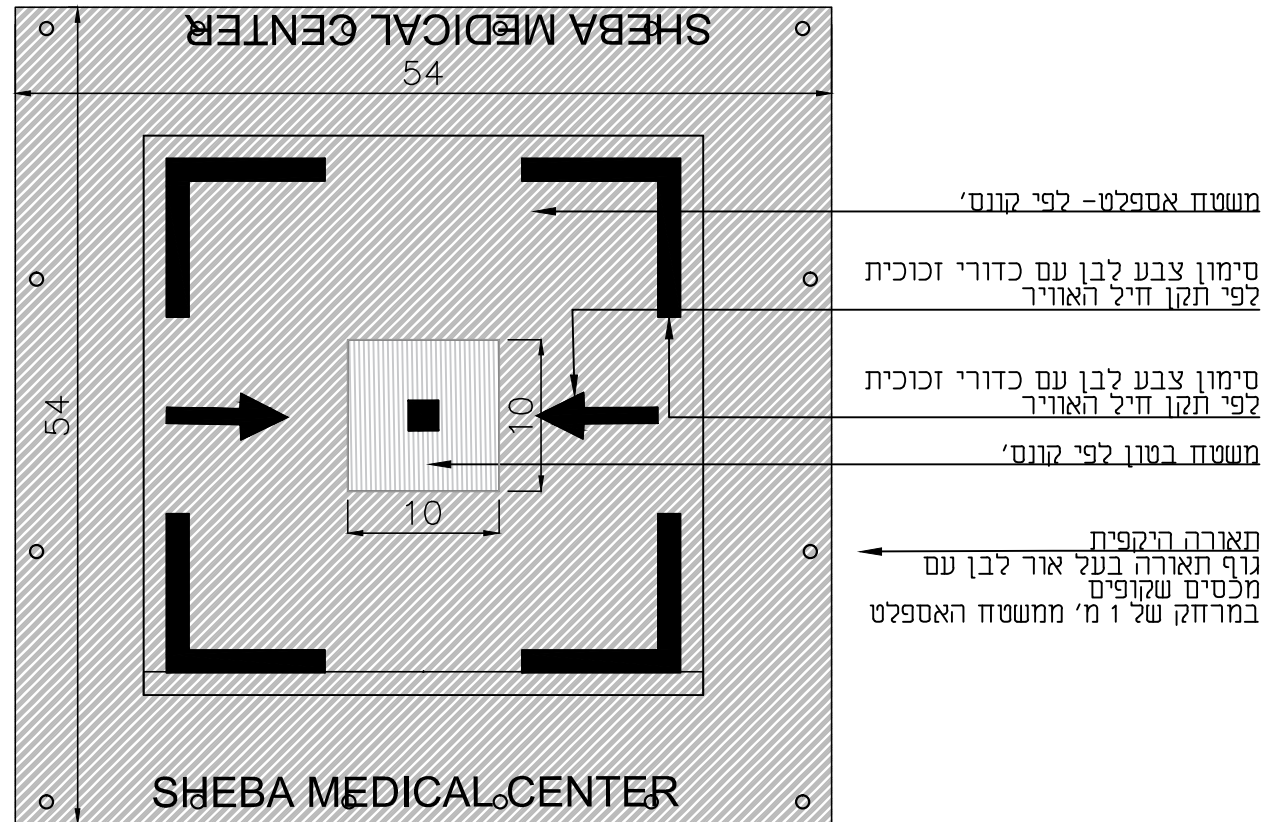 SHEBA MEDICAL CENTER
54
54
משטח אספלט- לפי קונס'
סימון צבע לבן עם כדורי זכוכית
לפי תקן חיל האוויר
סימון צבע לבן עם כדורי זכוכית
לפי תקן חיל האוויר
10
10
משטח בטון לפי קונס'
תאורה היקפית
גוף תאורה בעל אור לבן עם
מכסים שקופים
במרחק של 1 מ' ממשטח האספלט
SHEBA MEDICAL CENTER